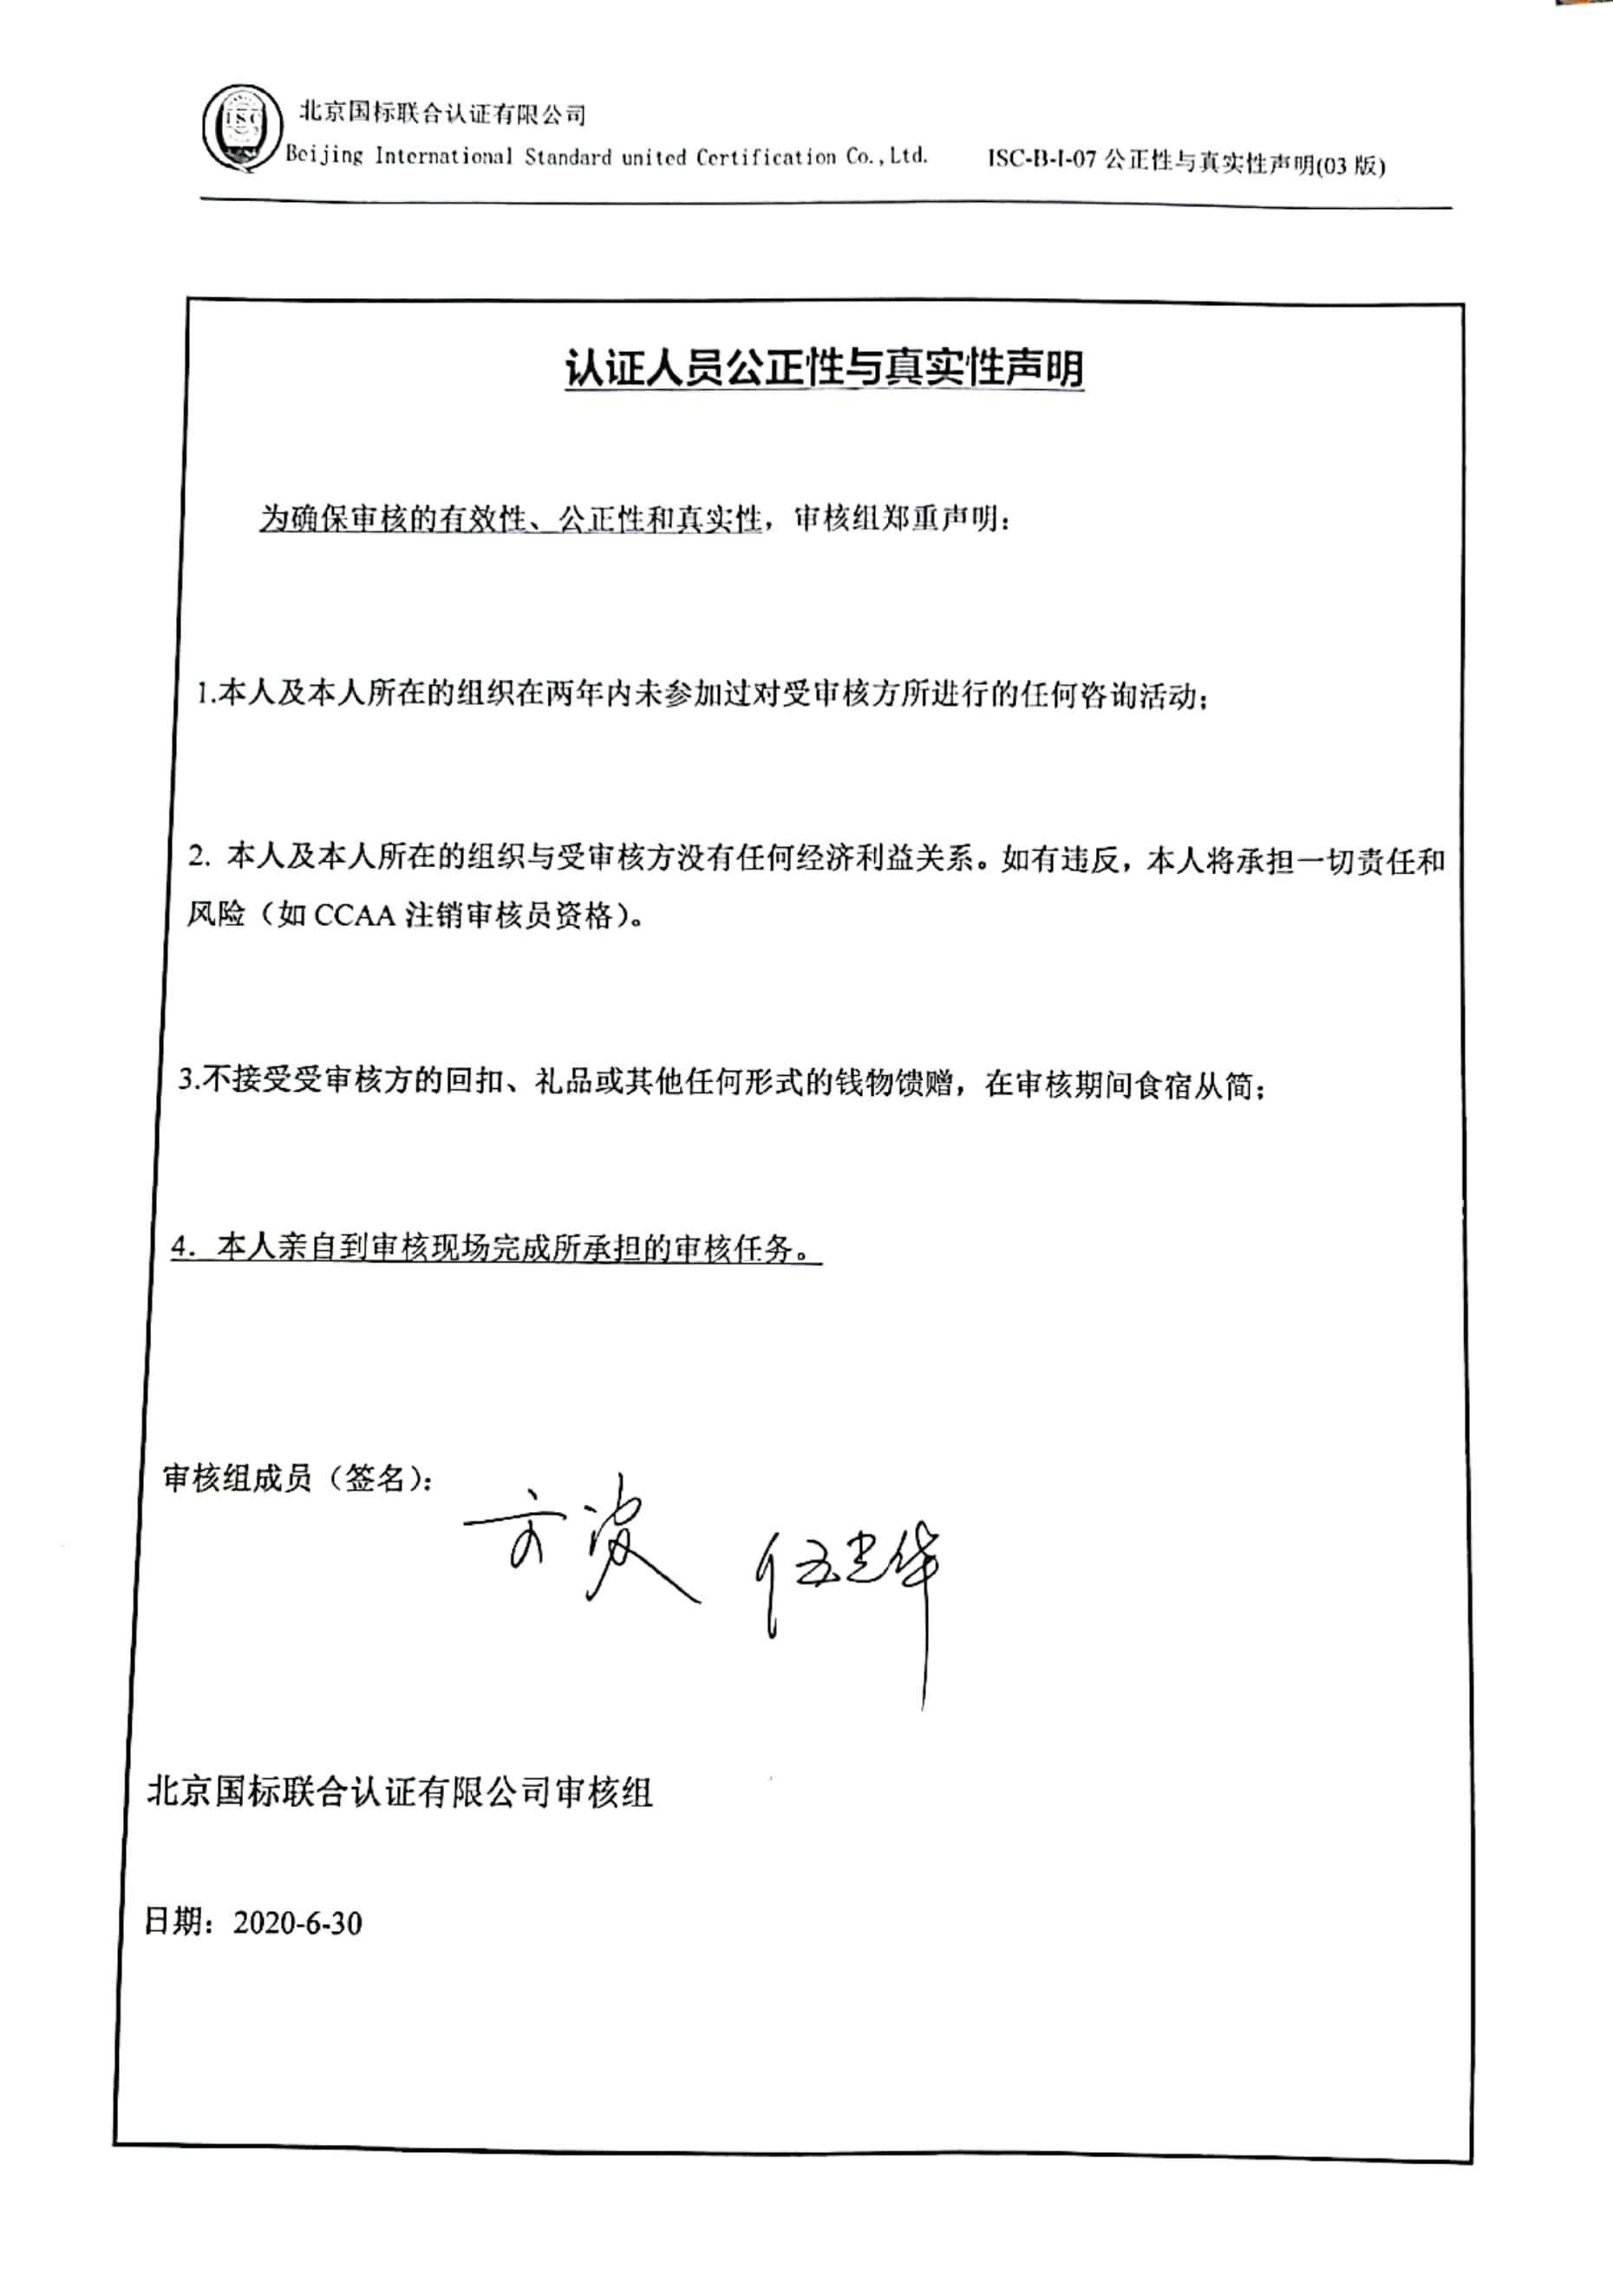 ISC
北京国标联合认证有限公司
Beijing International Standard united Certification Co.,Ltd. ISC-B-I-07 公正性与真实性声明(03 版)
认证人员公正性与真实性声明
为确保审核的有效性、公正性和真实性，审核组郑重声明：
1.本人及本人所在的组织在两年内未参加过对受审核方所进行的任何咨询活动；
2. 本人及本人所在的组织与受审核方没有任何经济利益关系。如有违反，本人将承担一切责任和
风险（如 CCAA 注销审核员资格）。
3.不接受受审核方的回扣、礼品或其他任何形式的钱物馈赠，在审核期间食宿从简；
4. 本人亲自到审核现场完成所承担的审核任务。
审核组成员（签名）：
北京国标联合认证有限公司审核组
日期：2020-6-30